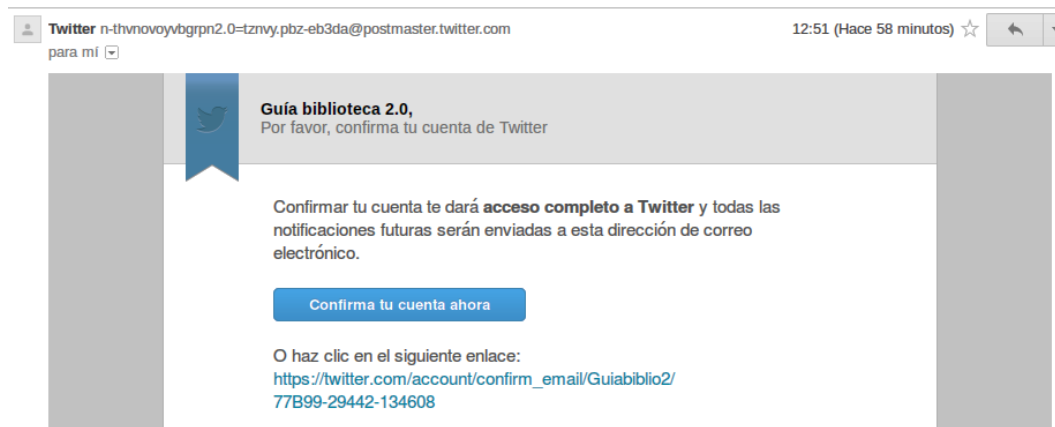 Twitter n-thvnovoyvbgrpn2.0=tznvy.pbz-eb3da@postmaster.twitter.com 12:51 (Hace 58 minutos)
para mí
Guía biblioteca 2.0,
Por favor, confirma tu cuenta de Twitter
Confirmar tu cuenta te dará acceso completo a Twitter y todas las
notificaciones futuras serán enviadas a esta dirección de correo
electrónico.
Confirma tu cuenta ahora
O haz clic en el siguiente enlace:
https://twitter.com/account/confirm_email/Guiabiblio2/
77B99-29442-134608